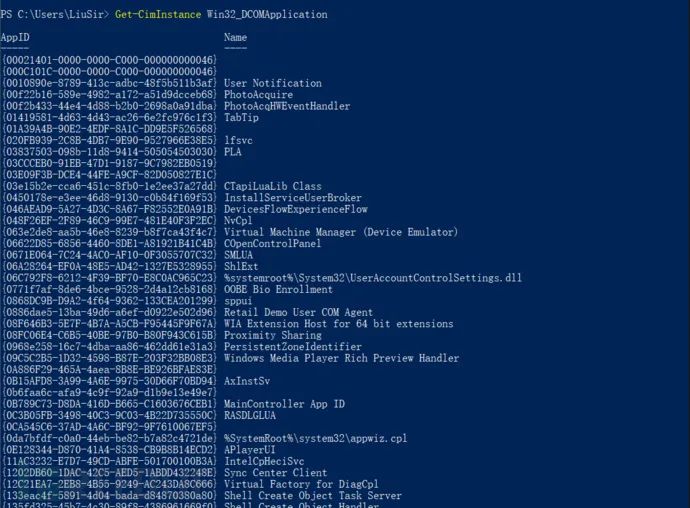 PS C:\Users\LiuSir> Get-CimInstance Win32_DCOMApplication
AppID Name
----- ----
{00021401-0000-0000-C000-000000000046}
{000C101C-0000-0000-C000-000000000046}
{0010890e-8789-413c-adbc-48f5b511b3af} User Notification
{00f22b16-589e-4982-a172-a51d9dcceb68} PhotoAcquire
{00f2b433-44e4-4d88-b2b0-2698a0a91dba} PhotoAcqHWEventHandler
{01419581-4d63-4d43-ac26-6e2fc976c1f3} TabTip
{01A39A4B-90E2-4EDF-8A1C-DD9E5F526568}
{020FB939-2C8B-4DB7-9E90-9527966E38E5} lfsvc
{03837503-098b-11d8-9414-505054503030} PLA
{03CCCEB0-91EB-47D1-9187-9C7982EB0519}
{03E09F3B-DCE4-44FE-A9CF-82D050827E1C}
{03e15b2e-cca6-451c-8fb0-1e2ee37a27dd} CTapiLuaLib Class
{0450178e-e3ee-46d8-9130-c0b84f169f53} InstallServiceUserBroker
{046AEAD9-5A27-4D3C-8A67-F82552E0A91B} DevicesFlowExperienceFlow
{048F26EF-2F89-46C9-99E7-481E40F3F2EC} NvCpl
{063e2de8-aa5b-46e8-8239-b8f7ca43f4c7} Virtual Machine Manager (Device Emulator)
{06622D85-6856-4460-8DE1-A81921B41C4B} COpenControlPanel
{0671E064-7C24-4AC0-AF10-0F3055707C32} SMLUA
{06A28264-EF0A-48E5-AD42-1327E5328955} ShlExt
{06C792F8-6212-4F39-BF70-E8C0AC965C23} %systemroot%\System32\UserAccountControlSettings.dll
{0771f7af-8de6-4bce-9528-2d4a12cb8168} OOBE Bio Enrollment
{0868DC9B-D9A2-4f64-9362-133CEA201299} sppui
{0886dae5-13ba-49d6-a6ef-d0922e502d96} Retail Demo User COM Agent
{08F646B3-5E7F-4B7A-A5CB-F95445F9F67A} WIA Extension Host for 64 bit extensions
{08FC06E4-C6B5-40BE-97B0-B80F943C615B} Proximity Sharing
{0968e258-16c7-4dba-aa86-462dd61e31a3} PersistentZoneIdentifier
{09C5C2B5-1D32-4598-B87E-203F32BB08E3} Windows Media Player Rich Preview Handler
{0A886F29-465A-4aea-8B8E-BE926BFAE83E}
{0B15AFD8-3A99-4A6E-9975-30D66F70BD94} AxInstSv
{0b6faa6c-afa9-4c9f-92a9-d1b9e13e49e7}
{0B789C73-D8DA-416D-B665-C1603676CEB1} MainController App ID
{0C3B05FB-3498-40C3-9C03-4B22D735550C} RASDLGLUA
{0CA545C6-37AD-4A6C-BF92-9F7610067EF5}
{0da7bfdf-c0a0-44eb-be82-b7a82c4721de} %SystemRoot%\system32\appwiz.cpl
{0E128344-D870-41A4-8538-CB9B8B14ECD2} APlayerUI
{11AC3232-E7D7-49CD-ABFE-501700100B3A} IntelCpHeciSvc
{1202DB60-1DAC-42C5-AED5-1ABDD432248E} Sync Center Client
{12C21EA7-2EB8-4B55-9249-AC243DA8C666} Virtual Factory for DiagCpl
{133eac4f-5891-4d04-bada-d84870380a80} Shell Create Object Task Server
{135fd325-45b7-4c30-89f8-4386961669f0} Shell Create Object Handler